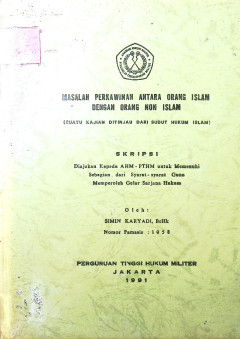 MASALAH PERKAWINAN ANTARA ORANG ISLAM
DENGAN ORANG NON ISLAM
(SUATU KAJIAN DITINJAU DARI SUDUT HUKUM ISLAM)
SKRIPSI
Diajukan Kepada AHM - PTHM untuk Memenuhi
Sebagian dari Syarat-syarat Guna
Memperoleh Gelar Sarjana Hukum
Oleh:
SIMIN KARYADI, BcHk
Nomor Pamasis : 1858
PERGURUAN TINGGI HUKUM MILITER
JAKARTA
1991